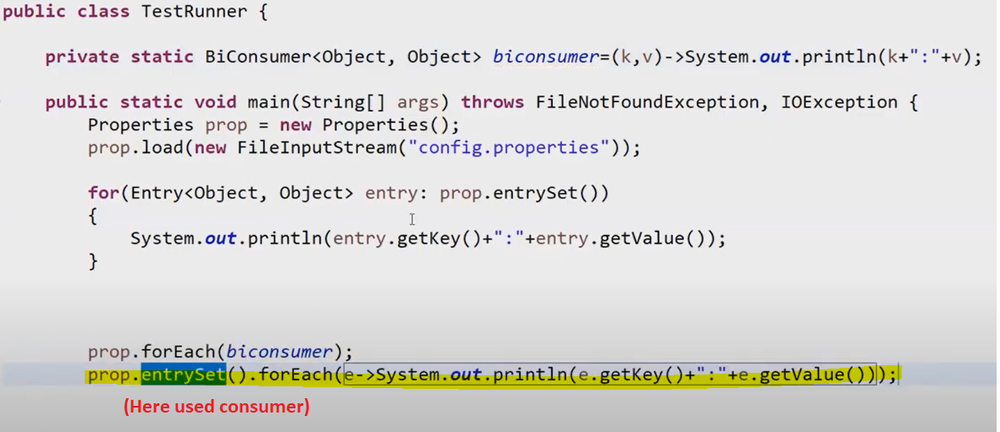 public class TestRunner {
private static BiConsumer<Object, Object> biconsumer=(k,v)->System.out.println(k+":"+v);
public static void main(String[] args) throws FileNotFoundException, IOException {
Properties prop = new Properties();
prop.load(new FileInputStream("config.properties"));
for(Entry<Object, Object> entry: prop.entrySet())
{
System.out.println(entry.getKey()+":"+entry.getValue());
}
prop.forEach(biconsumer);
prop.entrySet().forEach(e->System.out.println(e.getKey()+":"+e.getValue()));
(Here used consumer)